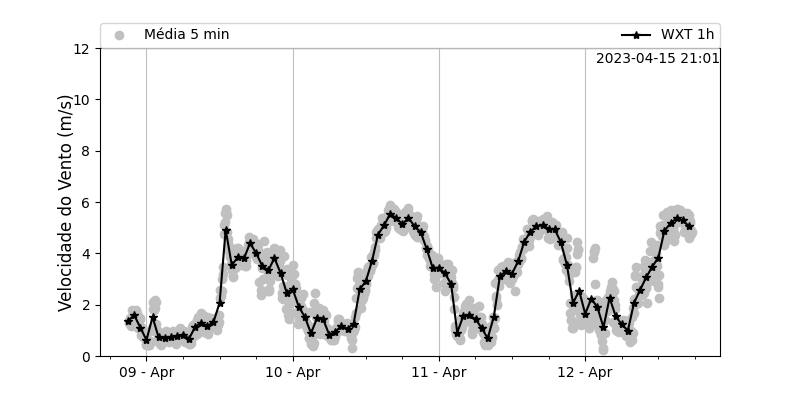 Média 5 min WXT 1h
2023-04-15 21:01
Velocidade do Vento (m/s)
12
10
8
6
4
2
0
09 - Apr 10 - Apr 11 - Apr 12 - Apr